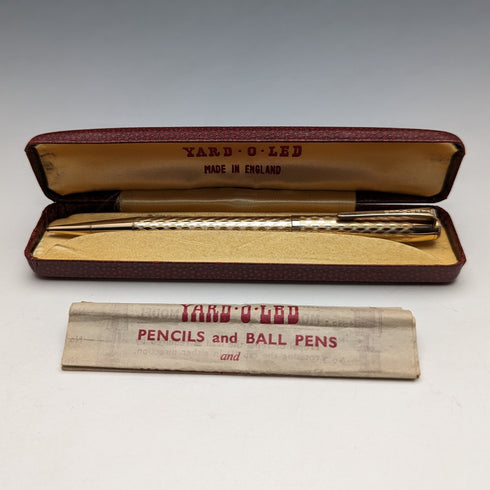 YARD·O·LED
MADE IN ENGLAND
YARD·O·LED
PENCILS and BALL PENS
and